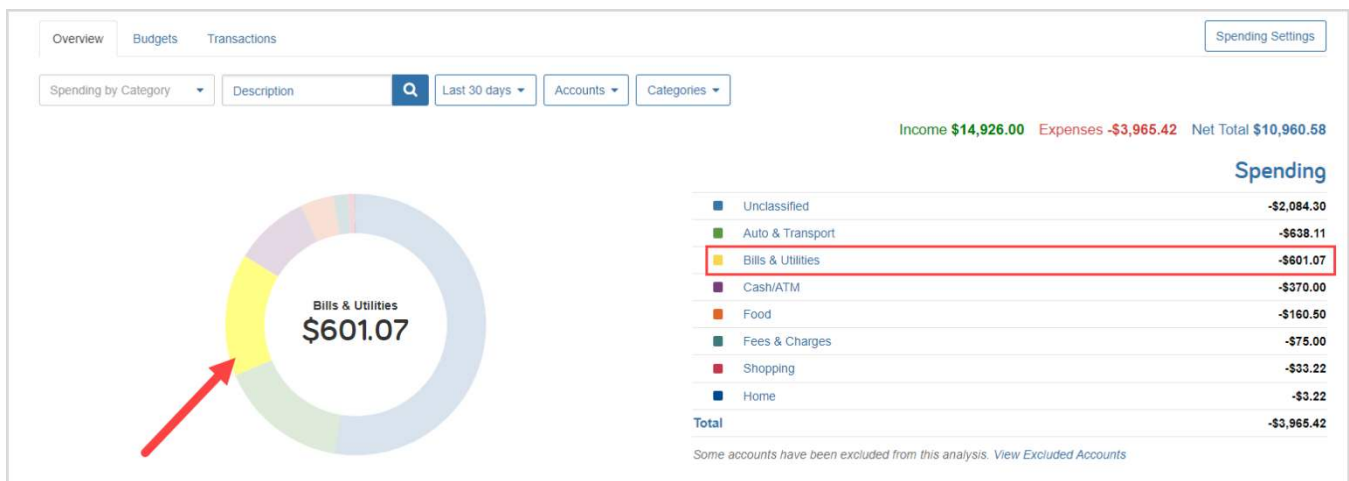 Overview Budgets Transactions Spending Settings
Spending by Category Description Last 30 days Accounts Categories
Income $14,926.00 Expenses -$3,965.42 Net Total $10,960.58
Spending
Unclassified -$2,084.30
Auto & Transport -$638.11
Bills & Utilities -$601.07
Cash/ATM -$370.00
Food -$160.50
Fees & Charges -$75.00
Shopping -$33.22
Home -$3.22
Total -$3,965.42
Some accounts have been excluded from this analysis. View Excluded Accounts
Bills & Utilities
$601.07